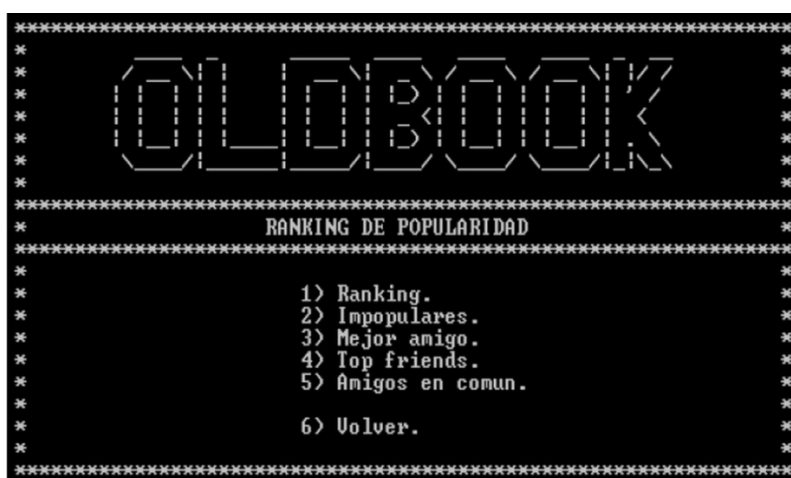 OLDBOOK
RANKING DE POPULARIDAD
1) Ranking.
2) Impopulares.
3) Mejor amigo.
4) Top friends.
5) Amigos en comun.
6) Volver.